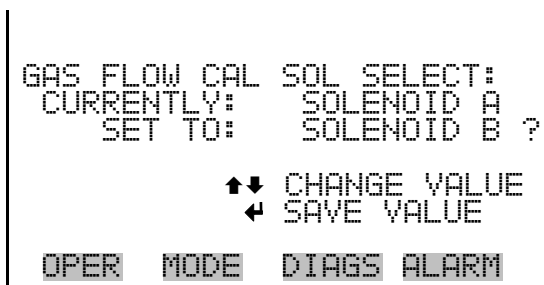 GAS FLOW CAL SOL SELECT:
CURRENTLY: SOLENOID A
SET TO: SOLENOID B ?
⬆⬇ CHANGE VALUE
↵ SAVE VALUE
OPER MODE DIAGS ALARM